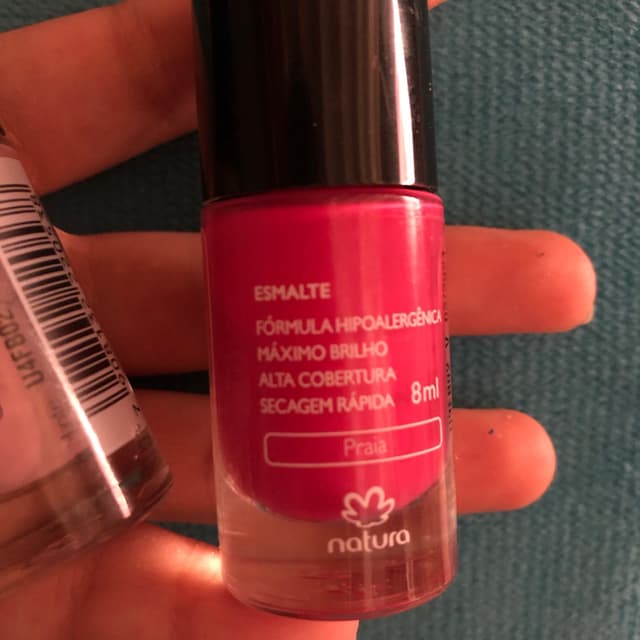 ESMALTE
FÓRMULA HIPOALERGÊNICA
MÁXIMO BRILHO
ALTA COBERTURA
SECAGEM RÁPIDA 8ml
Praia
natura